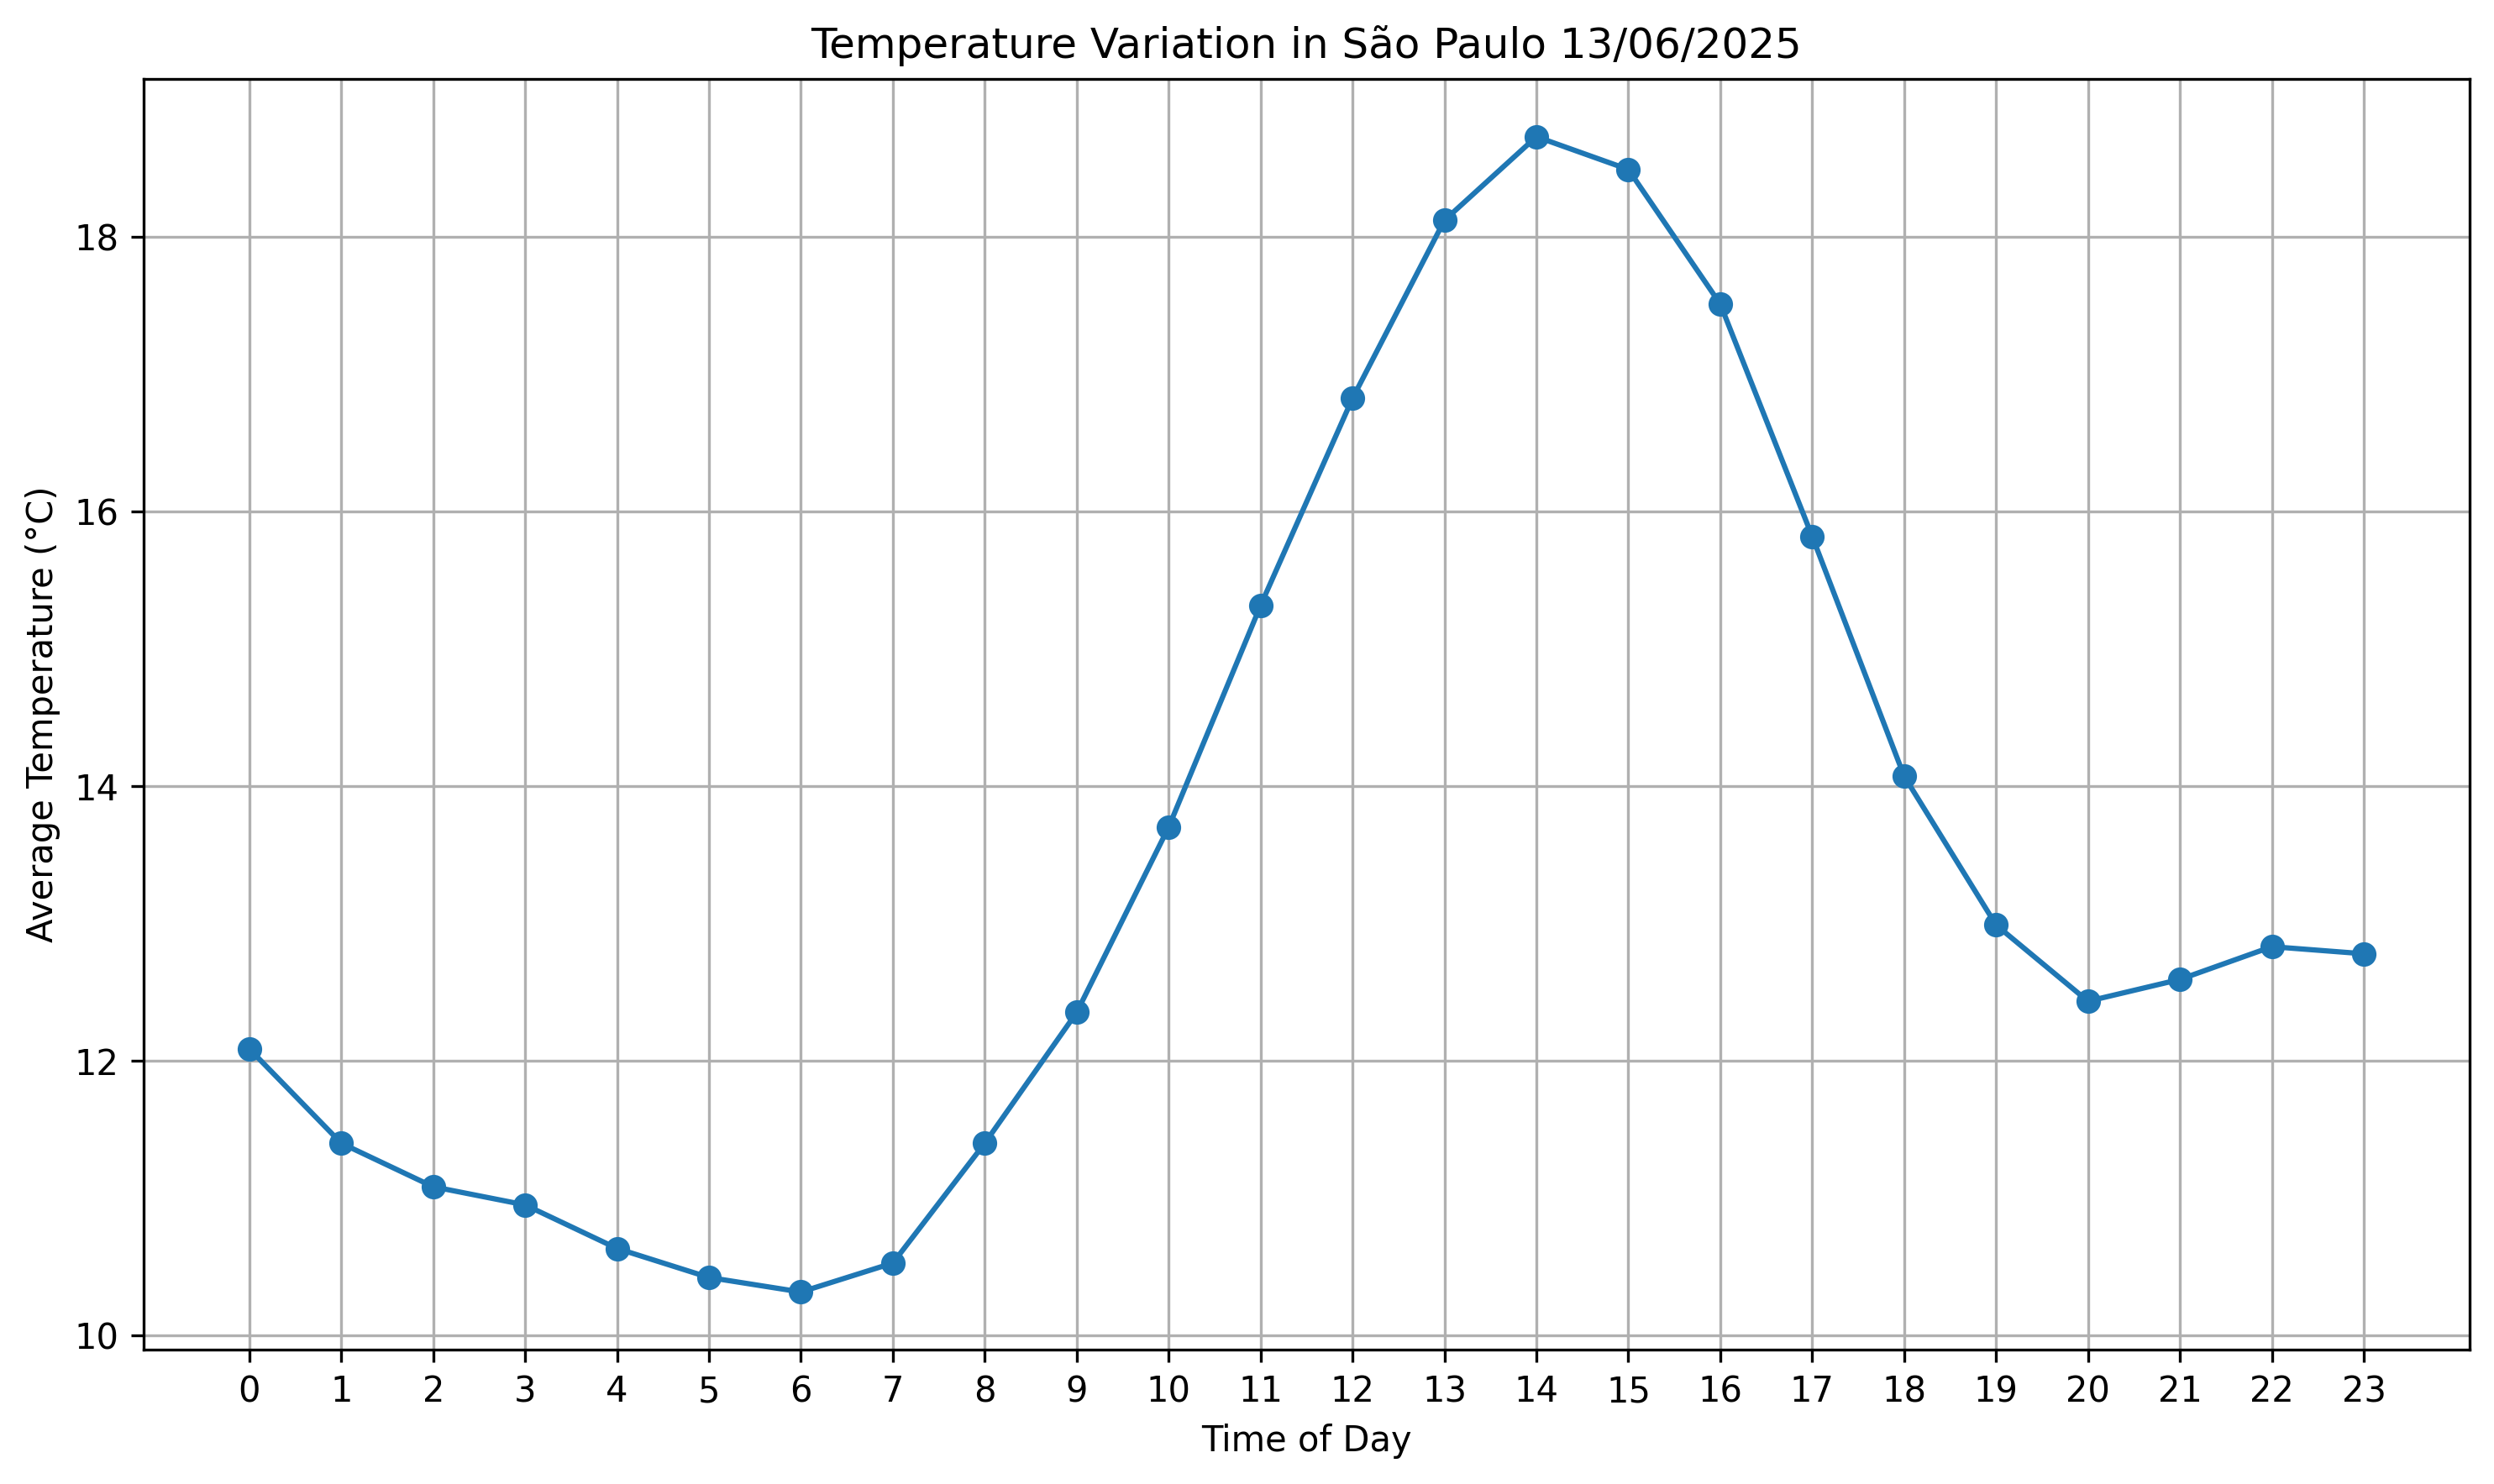 Temperature Variation in São Paulo 13/06/2025
18
16
14
12
10
Average Temperature (°C)
0 1 2 3 4 5 6 7 8 9 10 11 12 13 14 15 16 17 18 19 20 21 22 23
Time of Day